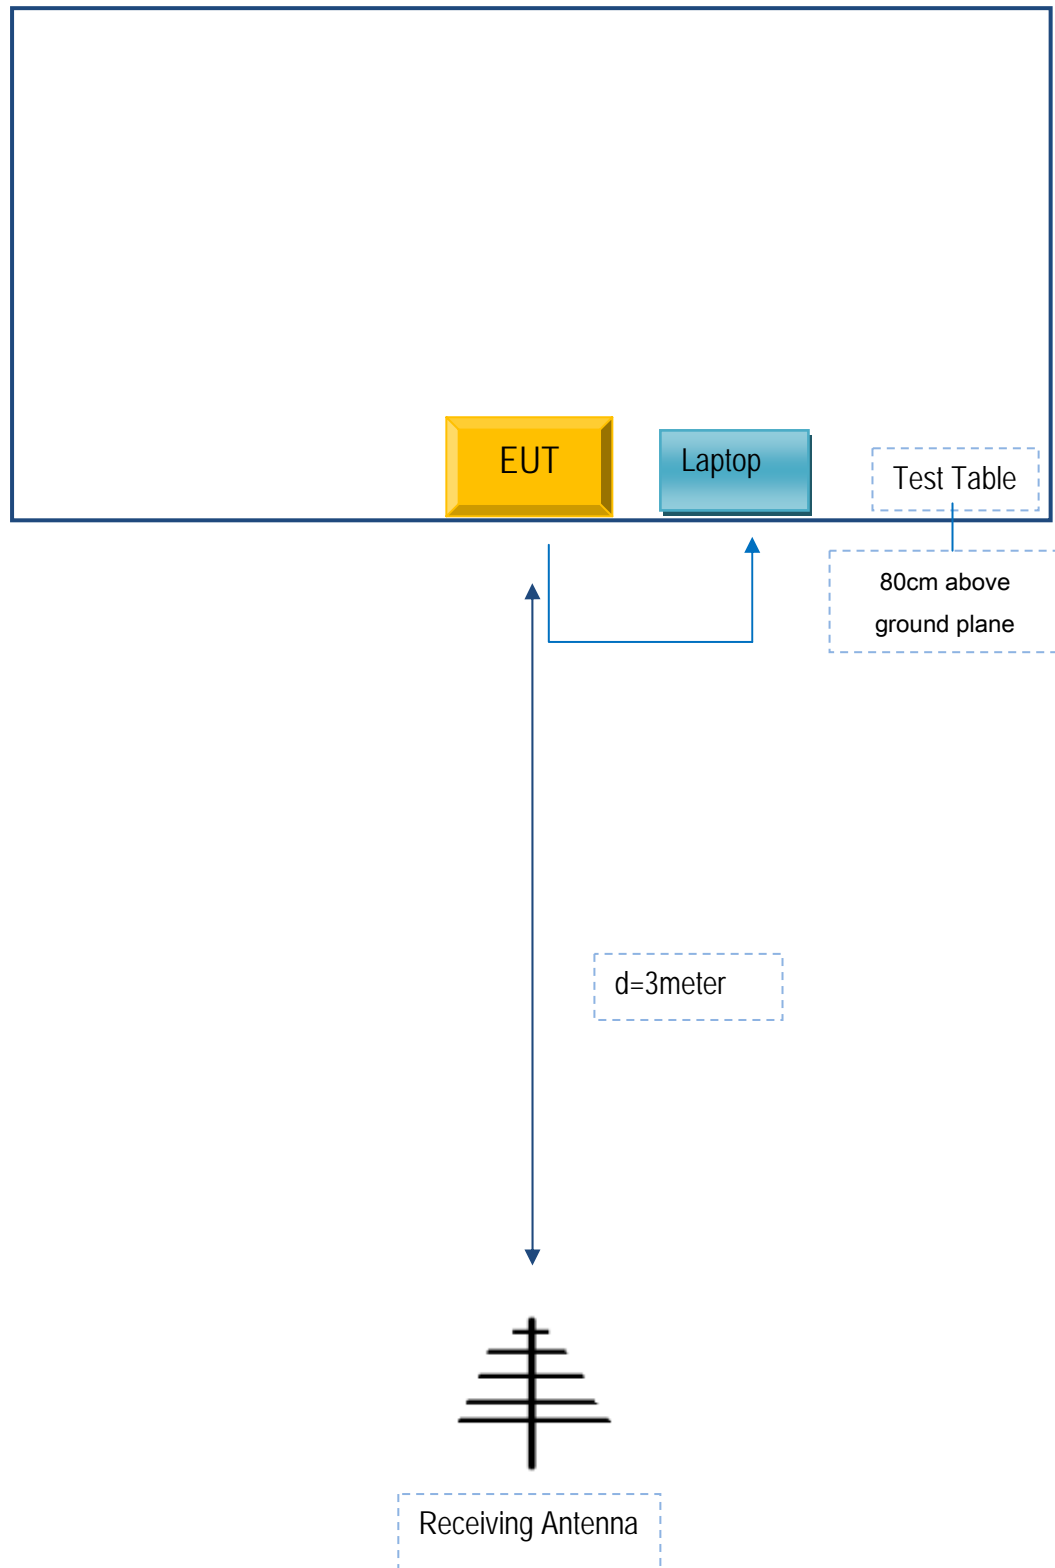 EUT
Laptop
Test Table
80cm above
ground plane
d=3meter
Receiving Antenna